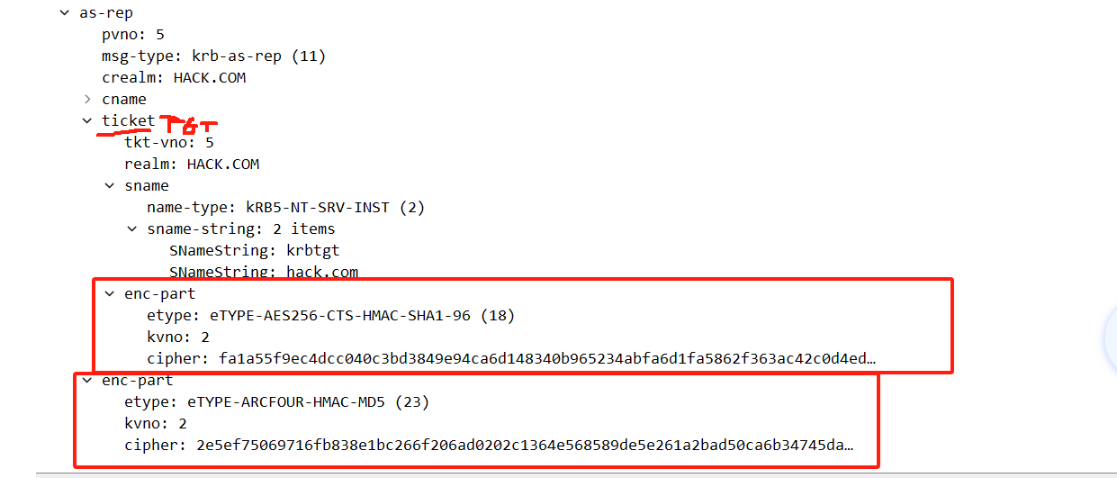 as-rep
pvno: 5
msg-type: krb-as-rep (11)
crealm: HACK.COM
cname
ticket TGT
tkt-vno: 5
realm: HACK.COM
sname
name-type: kRB5-NT-SRV-INST (2)
sname-string: 2 items
SNameString: krbtgt
SNameString: hack.com
enc-part
etype: eTYPE-AES256-CTS-HMAC-SHA1-96 (18)
kvno: 2
cipher: fa1a55f9ec4dcc040c3bd3849e94ca6d148340b965234abfa6d1fa5862f363ac42c0d4ed…
enc-part
etype: eTYPE-ARCFOUR-HMAC-MD5 (23)
kvno: 2
cipher: 2e5ef75069716fb838e1bc266f206ad0202c1364e568589de5e261a2bad50ca6b34745da…